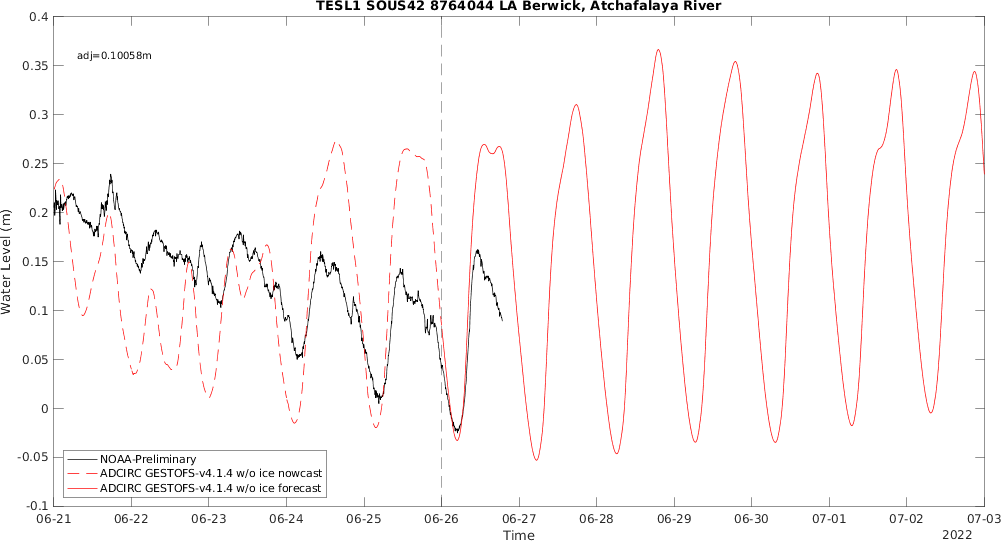 TESL1 SOUS42 8764044 LA Berwick, Atchafalaya River
0.4
adj=0.10058m
0.35
0.3
0.25
0.2
0.15
0.1
0.05
0
-0.05
-0.1
Water Level (m)
NOAA-Preliminary
ADCIRC GESTOFS-v4.1.4 w/o ice nowcast
ADCIRC GESTOFS-v4.1.4 w/o ice forecast
06-21 06-22 06-23 06-24 06-25 06-26 06-27 06-28 06-29 06-30 07-01 07-02 07-03
Time
2022